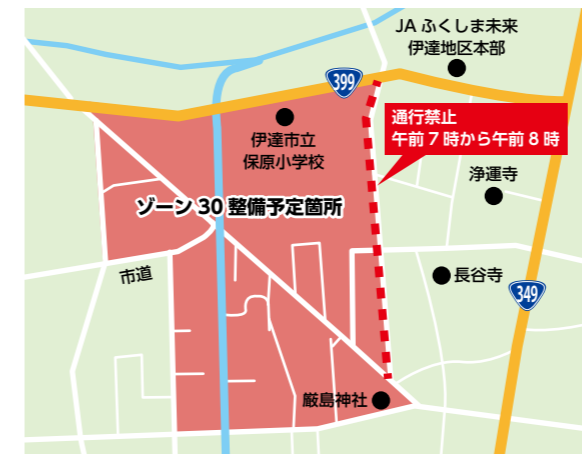 JA ふくしま未来
伊達地区本部
399
通行禁止
午前 7 時から午前 8 時
伊達市立
保原小学校
浄運寺
ゾーン 30 整備予定箇所
市道
長谷寺
349
厳島神社